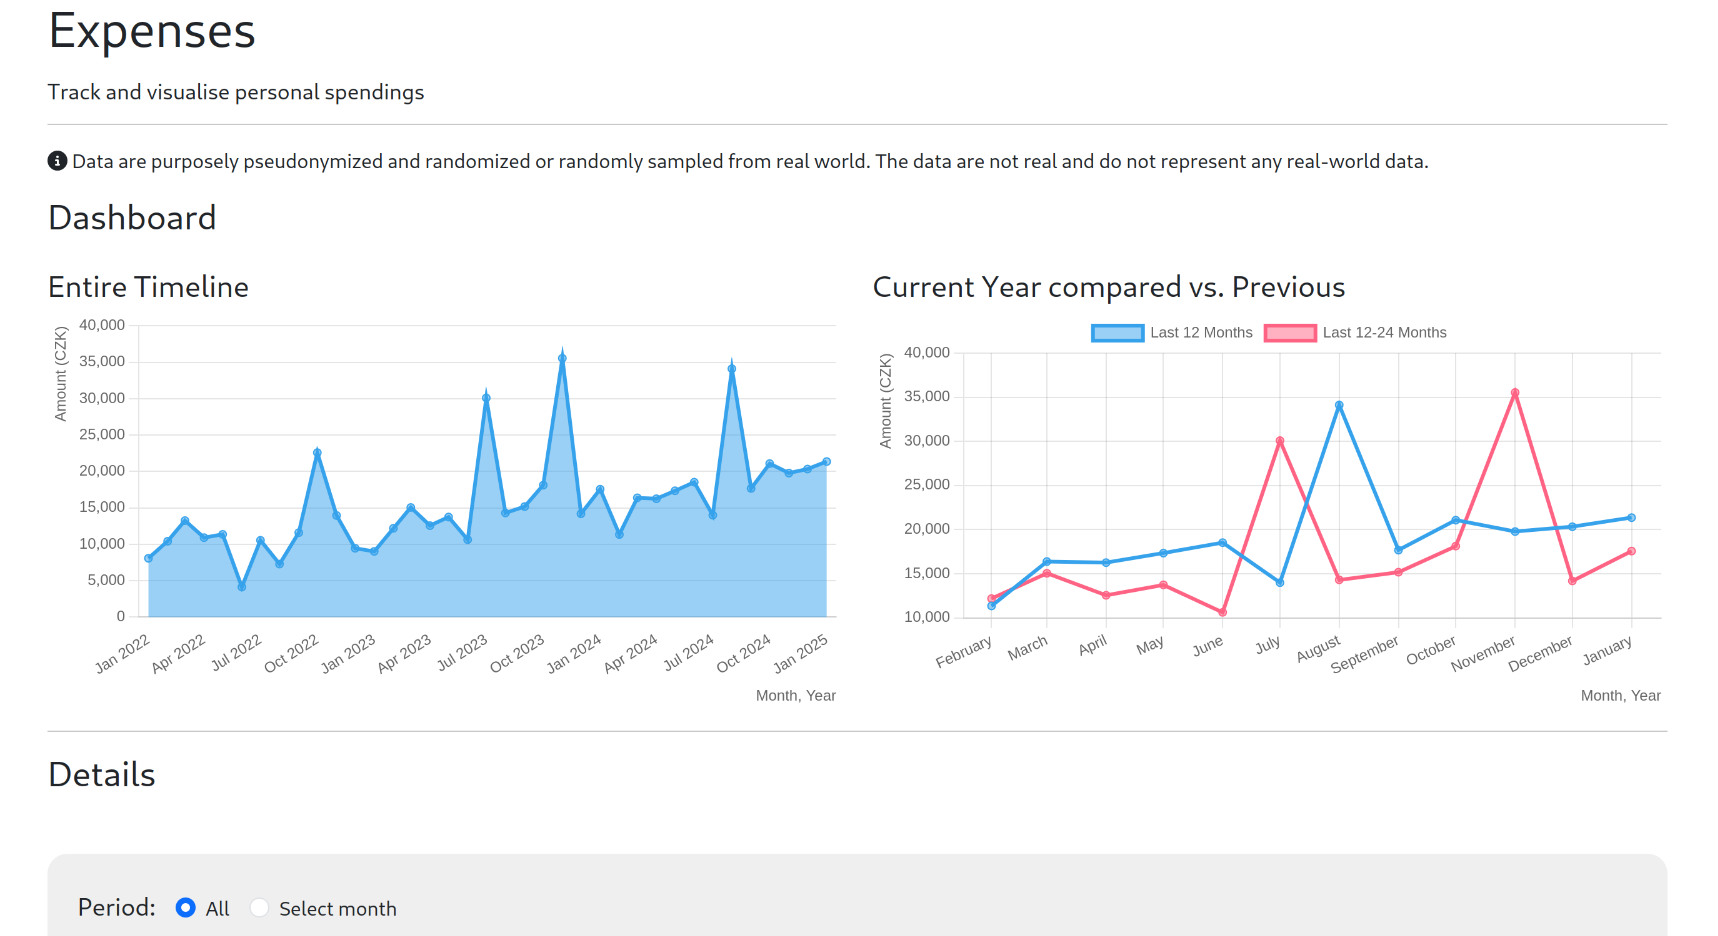 Expenses
Track and visualise personal spendings
Data are purposely pseudonymized and randomized or randomly sampled from real world. The data are not real and do not represent any real-world data.
Dashboard
Entire Timeline
Amount (CZK)
40,000
35,000
30,000
25,000
20,000
15,000
10,000
5,000
0
Jan 2022 Apr 2022 Jul 2022 Oct 2022 Jan 2023 Apr 2023 Jul 2023 Oct 2023 Jan 2024 Apr 2024 Jul 2024 Oct 2024 Jan 2025
Month, Year
Current Year compared vs. Previous
Last 12 Months Last 12-24 Months
Amount (CZK)
40,000
35,000
30,000
25,000
20,000
15,000
10,000
February March April May June July August September October November December January
Month, Year
Details
Period: All Select month